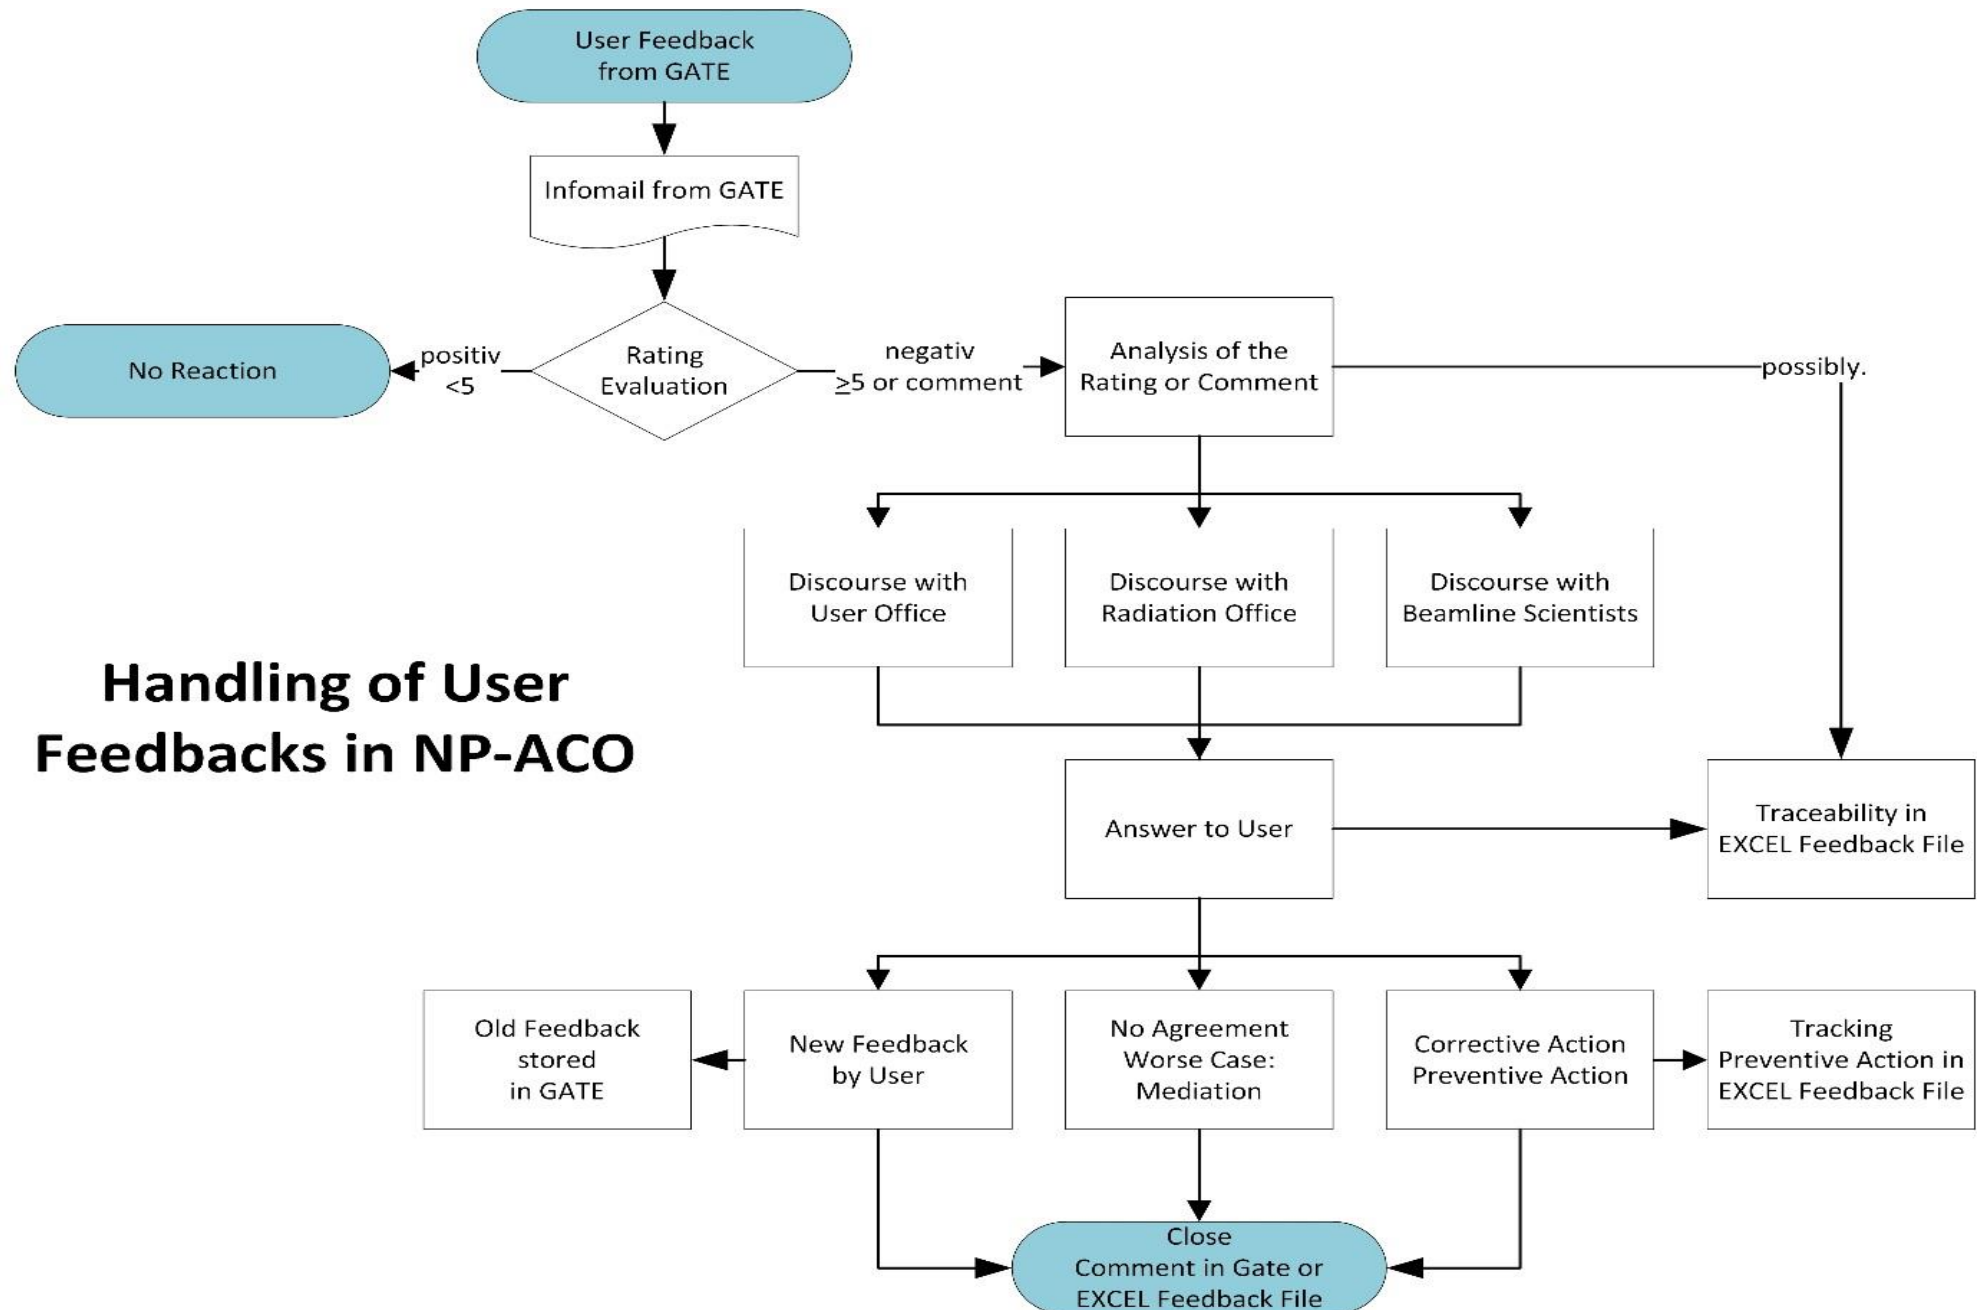 User Feedback
from GATE
Infomail from GATE
No Reaction
positiv
<5
Rating
Evaluation
negativ
≥5 or comment
Analysis of the
Rating or Comment
possibly.
Discourse with
User Office
Discourse with
Radiation Office
Discourse with
Beamline Scientists
Handling of User
Feedbacks in NP-ACO
Answer to User
Traceability in
EXCEL Feedback File
Old Feedback
stored
in GATE
New Feedback
by User
No Agreement
Worse Case:
Mediation
Corrective Action
Preventive Action
Tracking
Preventive Action in
EXCEL Feedback File
Close
Comment in Gate or
EXCEL Feedback File